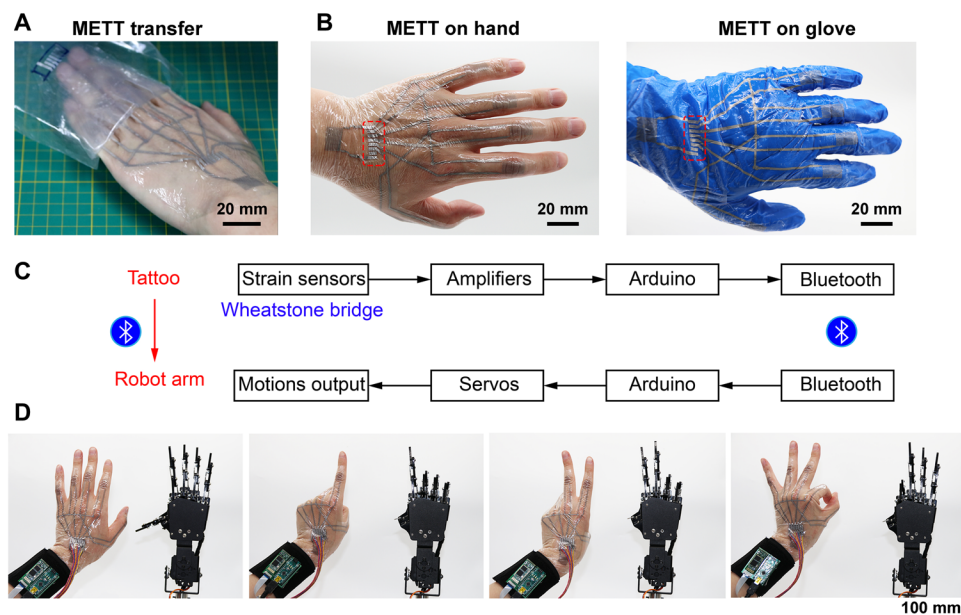 A
METT transfer
20 mm
B
METT on hand
20 mm
METT on glove
20 mm
C
Tattoo
Robot arm
Strain sensors
Amplifiers
Arduino
Bluetooth
Wheatstone bridge
Motions output
Servos
Arduino
Bluetooth
D
100 mm